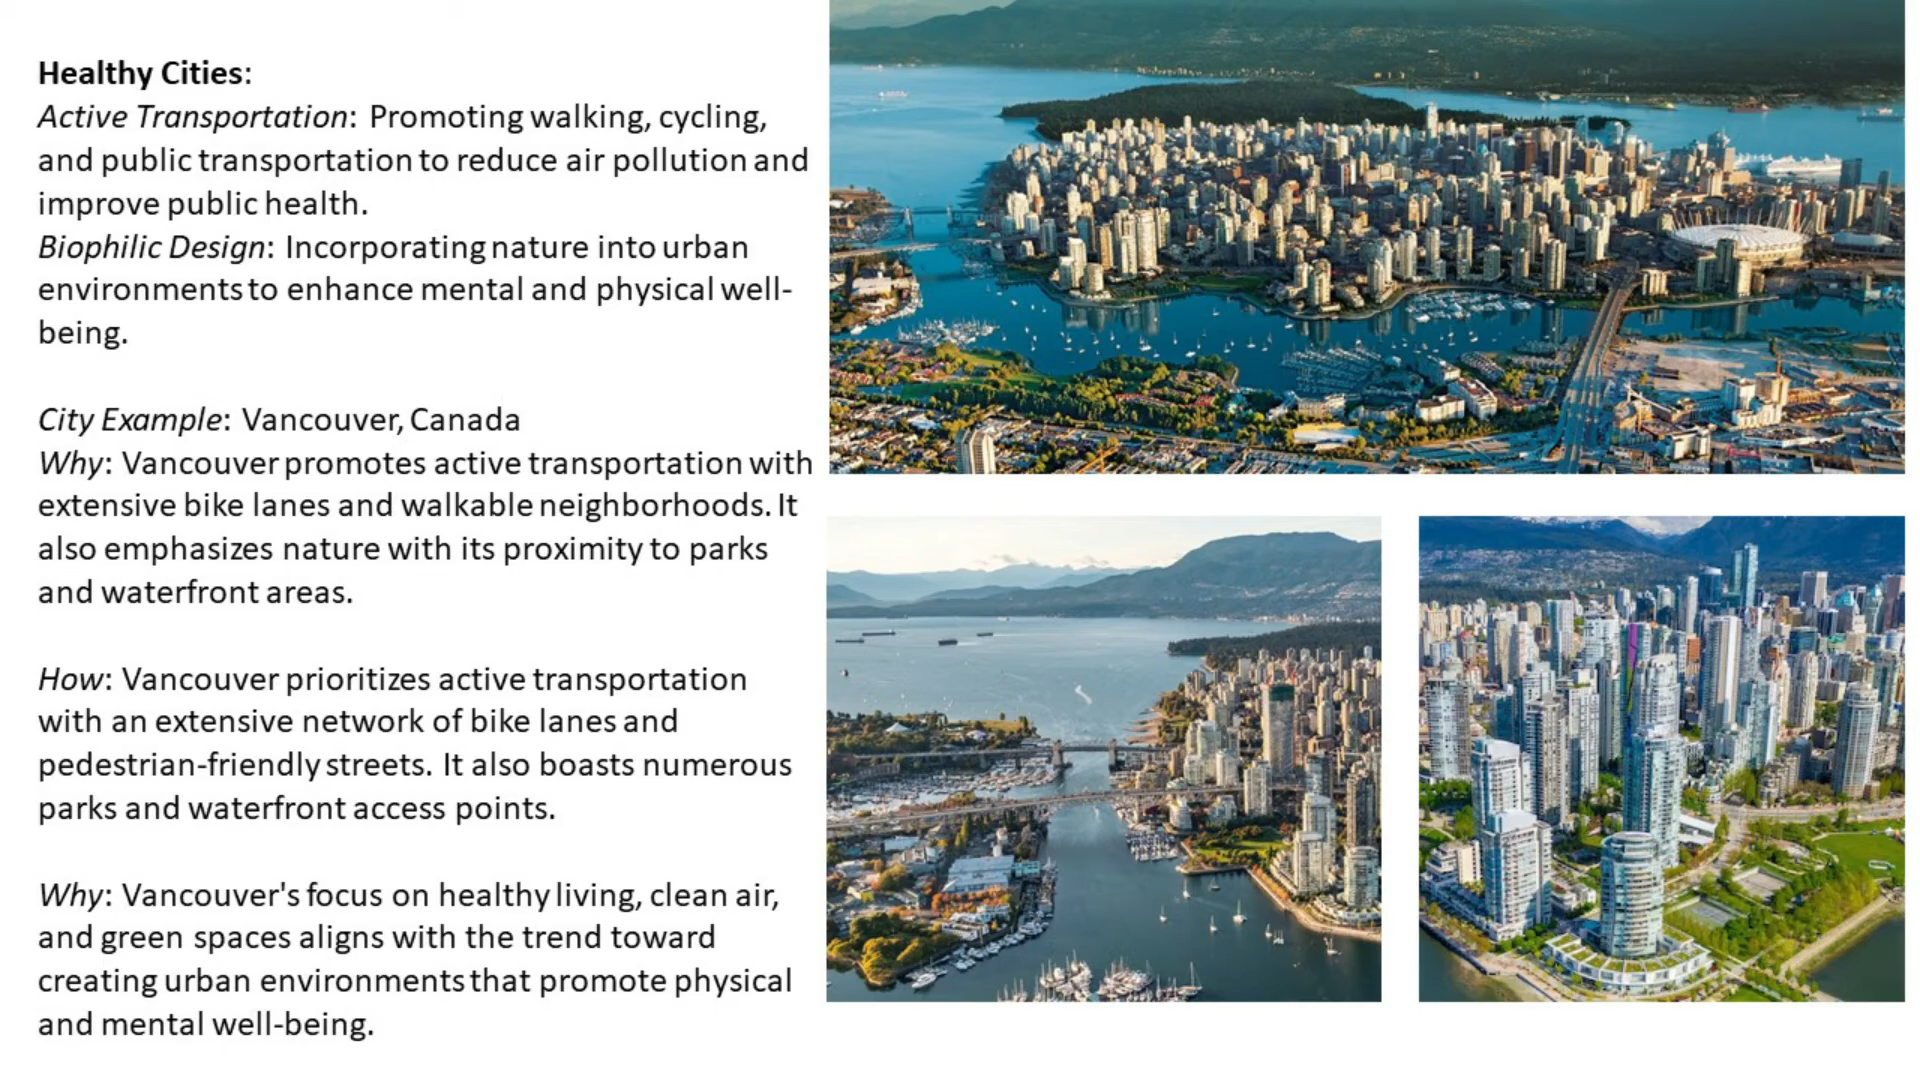 Healthy Cities:
Active Transportation: Promoting walking, cycling,
and public transportation to reduce air pollution and
improve public health.
Biophilic Design: Incorporating nature into urban
environments to enhance mental and physical well-
being.
City Example: Vancouver, Canada
Why: Vancouver promotes active transportation with
extensive bike lanes and walkable neighborhoods. It
also emphasizes nature with its proximity to parks
and waterfront areas.
How: Vancouver prioritizes active transportation
with an extensive network of bike lanes and
pedestrian-friendly streets. It also boasts numerous
parks and waterfront access points.
Why: Vancouver's focus on healthy living, clean air,
and green spaces aligns with the trend toward
creating urban environments that promote physical
and mental well-being.